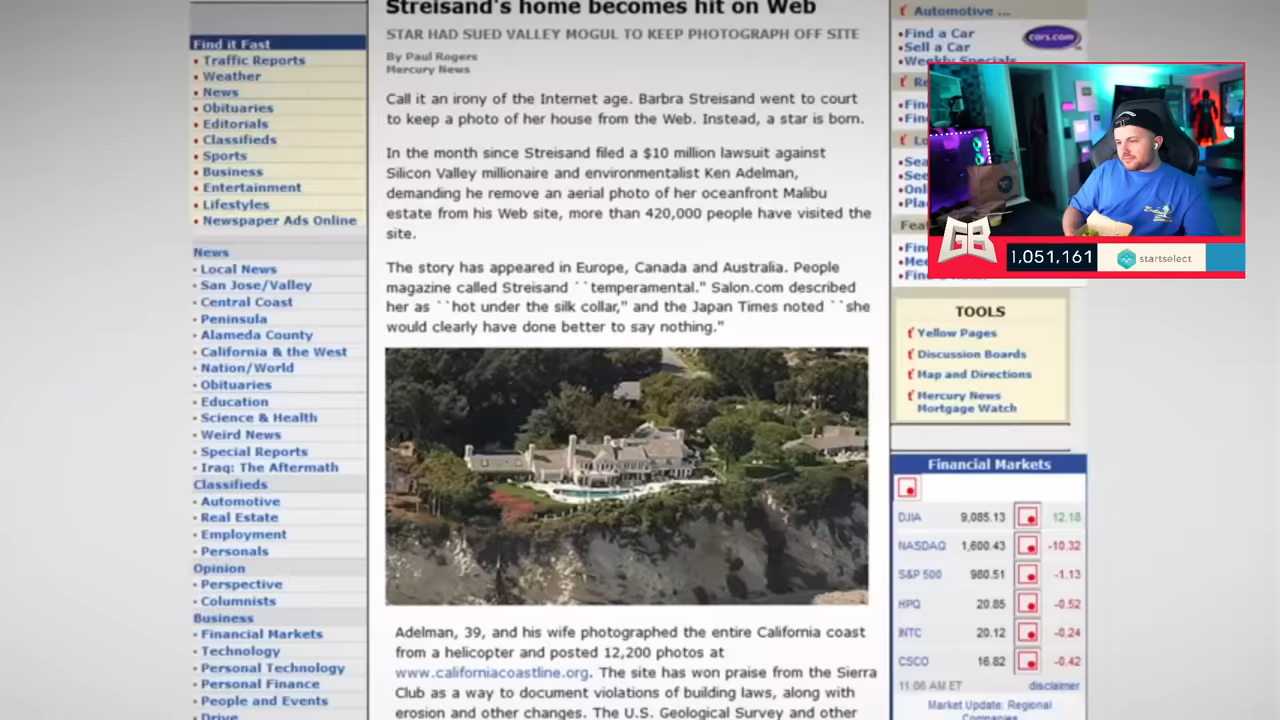 Streisand's home becomes hit on Web
STAR HAD SUED VALLEY MOGUL TO KEEP PHOTOGRAPH OFF SITE
By Paul Rogers
Mercury News
Call it an irony of the Internet age. Barbra Streisand went to court
to keep a photo of her house from the Web. Instead, a star is born.
In the month since Streisand filed a $10 million lawsuit against
Silicon Valley millionaire and environmentalist Ken Adelman,
demanding he remove an aerial photo of her oceanfront Malibu
estate from his Web site, more than 420,000 people have visited the
site.
The story has appeared in Europe, Canada and Australia. People
magazine called Streisand ``temperamental." Salon.com described
her as ``hot under the silk collar," and the Japan Times noted ``she
would clearly have done better to say nothing."
Adelman, 39, and his wife photographed the entire California coast
from a helicopter and posted 12,200 photos at
www.californiacoastline.org. The site has won praise from the Sierra
Club as a way to document violations of building laws, along with
erosion and other changes. The U.S. Geological Survey and other
Find it Fast
• Traffic Reports
• Weather
• News
• Obituaries
• Editorials
• Classifieds
• Sports
• Business
• Entertainment
• Lifestyles
• Newspaper Ads Online
News
• Local News
• San Jose/Valley
• Central Coast
• Peninsula
• Alameda County
• California & the West
• Nation/World
• Obituaries
• Education
• Science & Health
• Weird News
• Special Reports
• Iraq: The Aftermath
Classifieds
• Automotive
• Real Estate
• Employment
• Personals
Opinion
• Perspective
• Columnists
Business
• Financial Markets
• Technology
• Personal Technology
• Personal Finance
• People and Events
• Drive
Automotive ...
• Find a Car
• Sell a Car
• Weekly Specials
cars.com
GB
1,051,161
startselect
TOOLS
Yellow Pages
Discussion Boards
Map and Directions
Mercury News
Mortgage Watch
Financial Markets
DJIA 9,085.13 12.18
NASDAQ 1,600.43 -10.32
S&P 500 980.51 -1.13
HPQ 20.85 -0.52
INTC 20.12 -0.24
CSCO 16.82 -0.42
11:06 AM ET disclaimer
Market Update: Regional
Companies